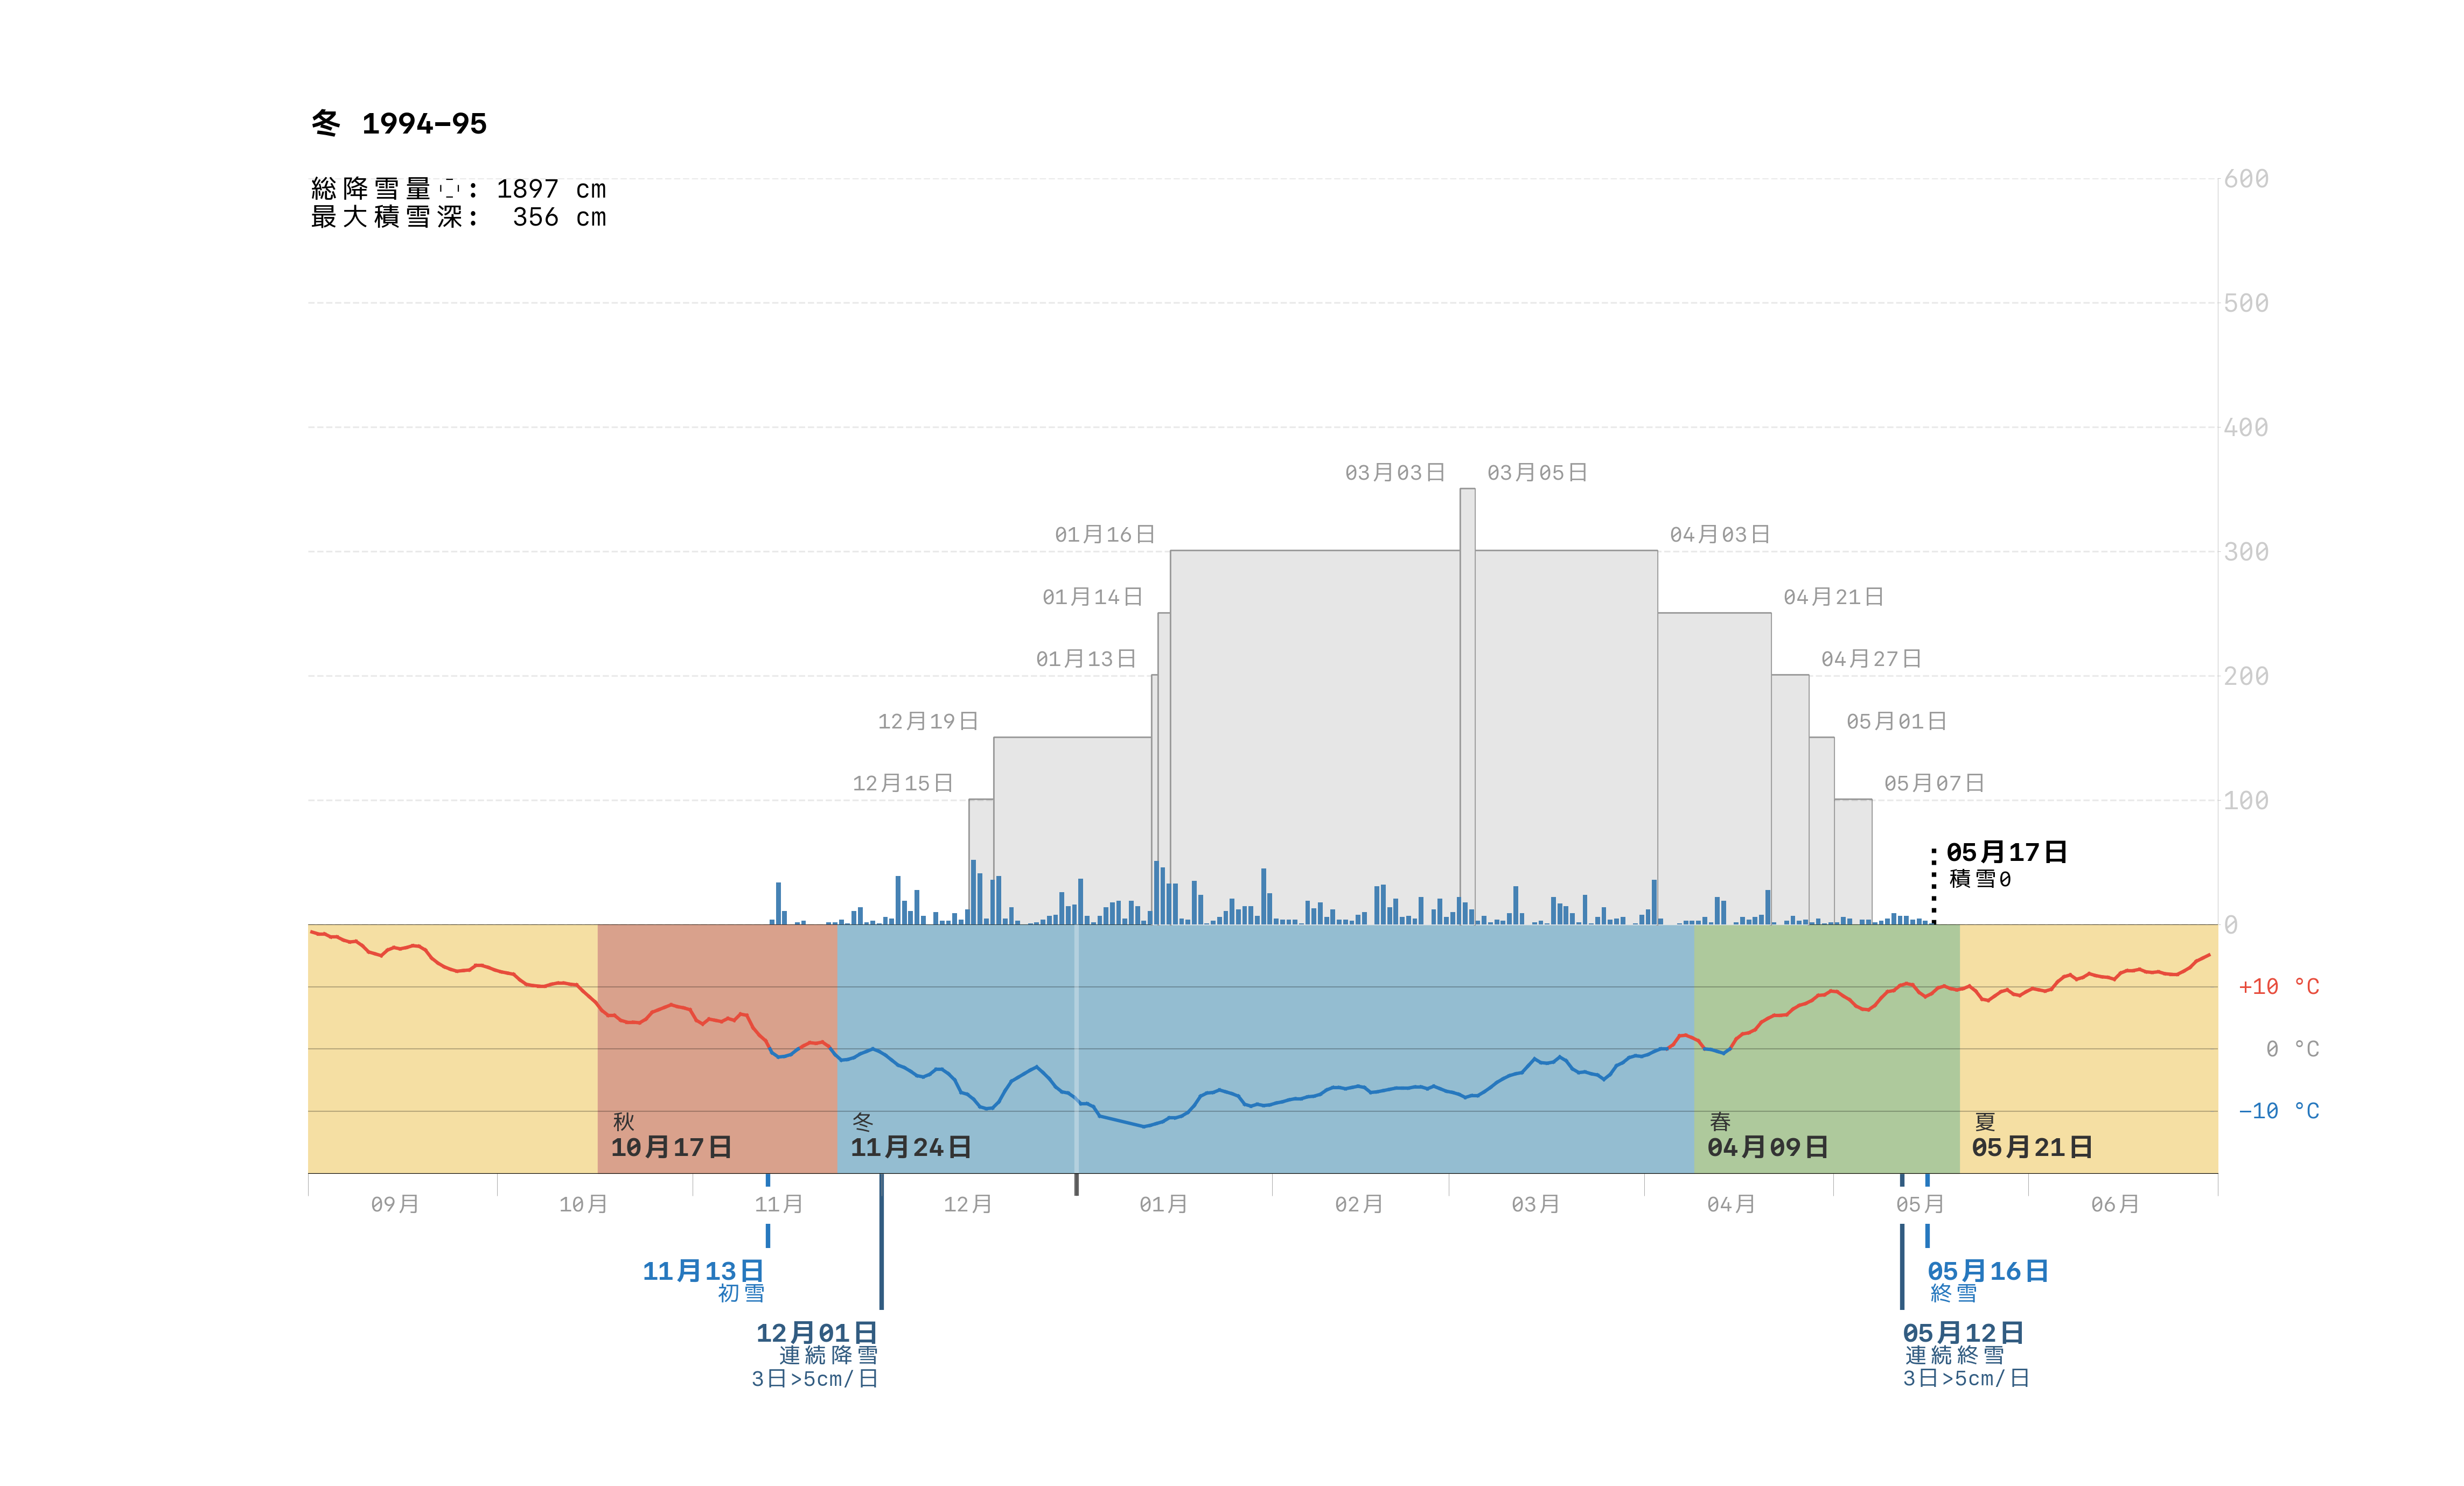 冬 1994–95
総降雪量: 1897 cm
最大積雪深: 356 cm
600
500
400
300
200
100
0
03月03日
03月05日
01月16日
04月03日
01月14日
04月21日
01月13日
04月27日
12月19日
05月01日
12月15日
05月07日
05月17日
積雪0
+10 °C
0 °C
−10 °C
秋
10月17日
冬
11月24日
春
04月09日
夏
05月21日
09月
10月
11月
12月
01月
02月
03月
04月
05月
06月
11月13日
初雪
12月01日
連続降雪
3日>5cm/日
05月16日
終雪
05月12日
連続終雪
3日>5cm/日